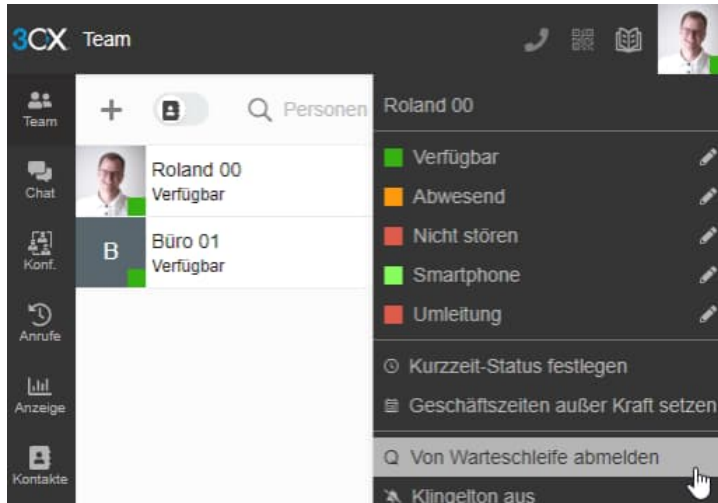 3CX Team
Team
Chat
Konf.
Anrufe
Anzeige
Kontakte
Personen
Roland 00
Verfügbar
B
Büro 01
Verfügbar
Roland 00
Verfügbar
Abwesend
Nicht stören
Smartphone
Umleitung
Kurzzeit-Status festlegen
Geschäftszeiten außer Kraft setzen
Q Von Warteschleife abmelden
Klingelton aus